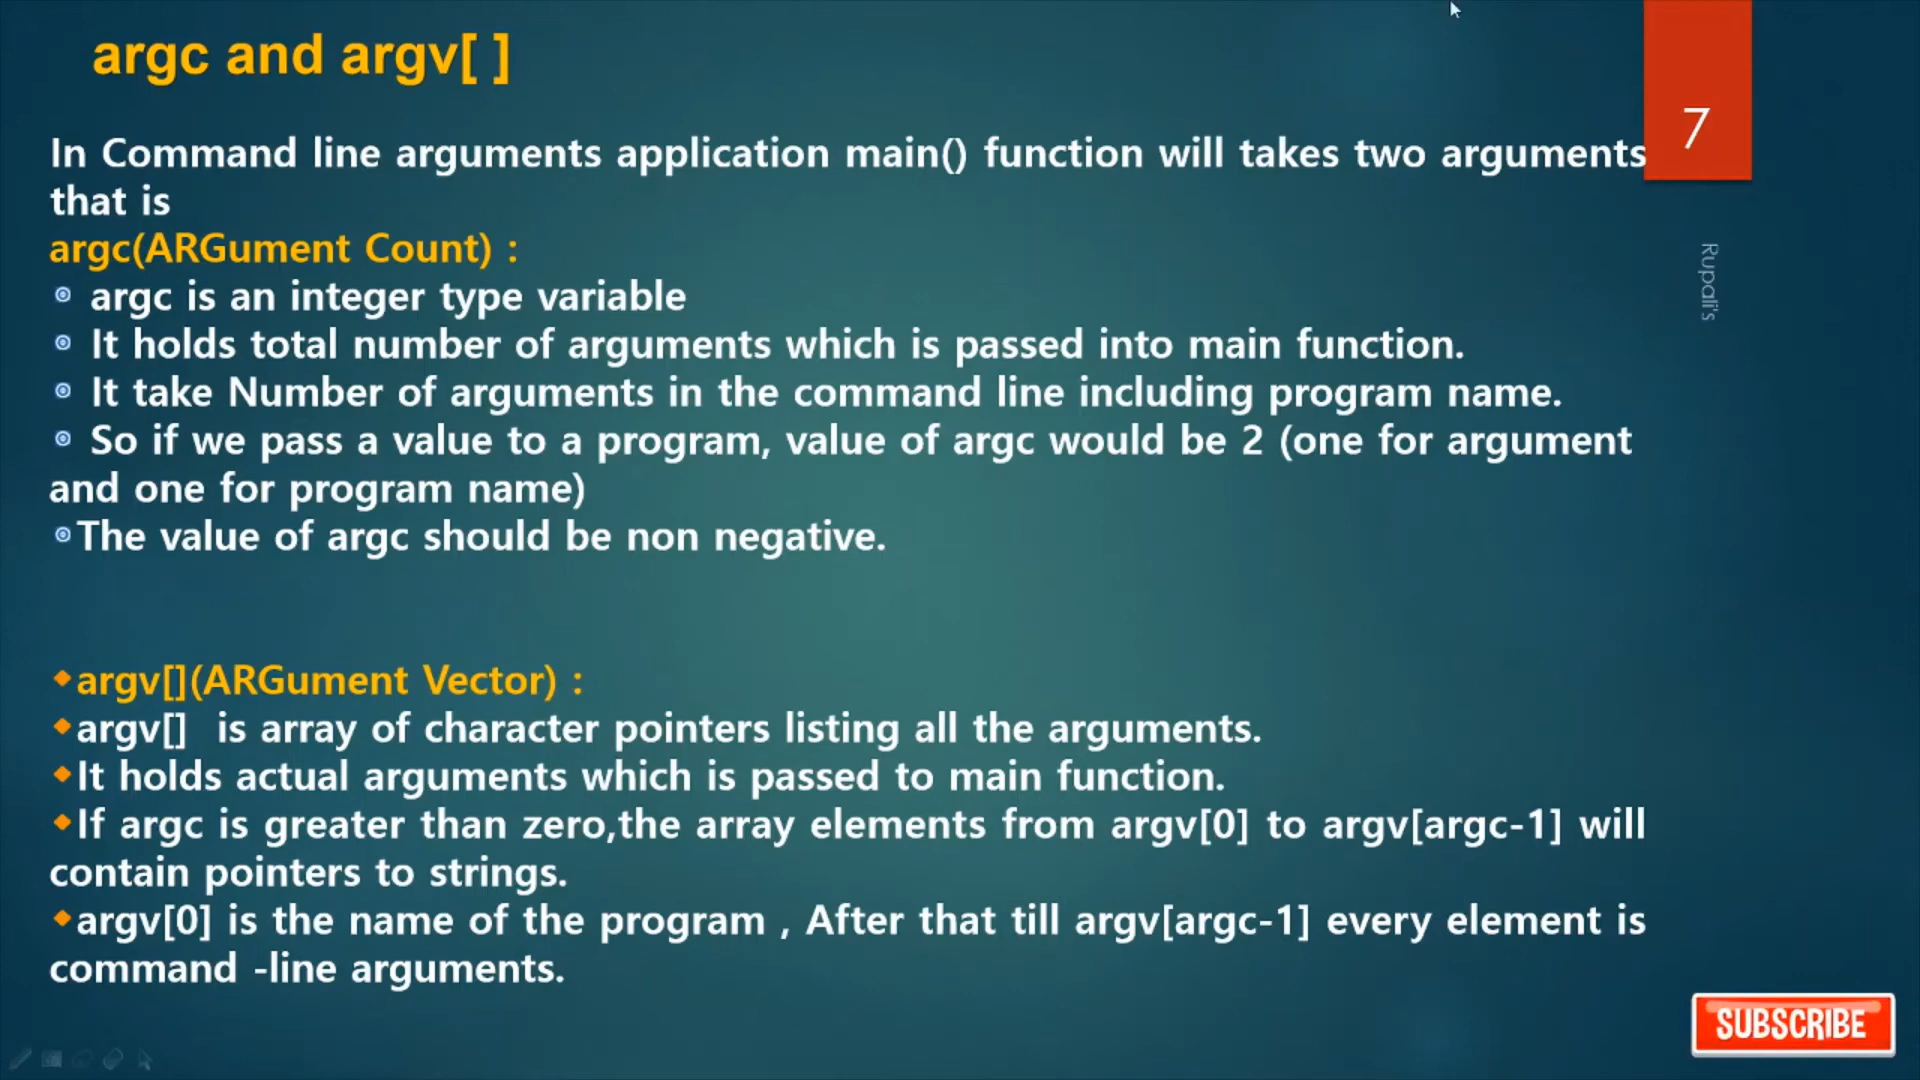 argc and argv[ ]
7
In Command line arguments application main() function will takes two arguments
that is
argc(ARGument Count) :
argc is an integer type variable
It holds total number of arguments which is passed into main function.
It take Number of arguments in the command line including program name.
So if we pass a value to a program, value of argc would be 2 (one for argument
and one for program name)
The value of argc should be non negative.
Rupali's
argv[](ARGument Vector) :
argv[] is array of character pointers listing all the arguments.
It holds actual arguments which is passed to main function.
If argc is greater than zero,the array elements from argv[0] to argv[argc-1] will
contain pointers to strings.
argv[0] is the name of the program , After that till argv[argc-1] every element is
command -line arguments.
SUBSCRIBE